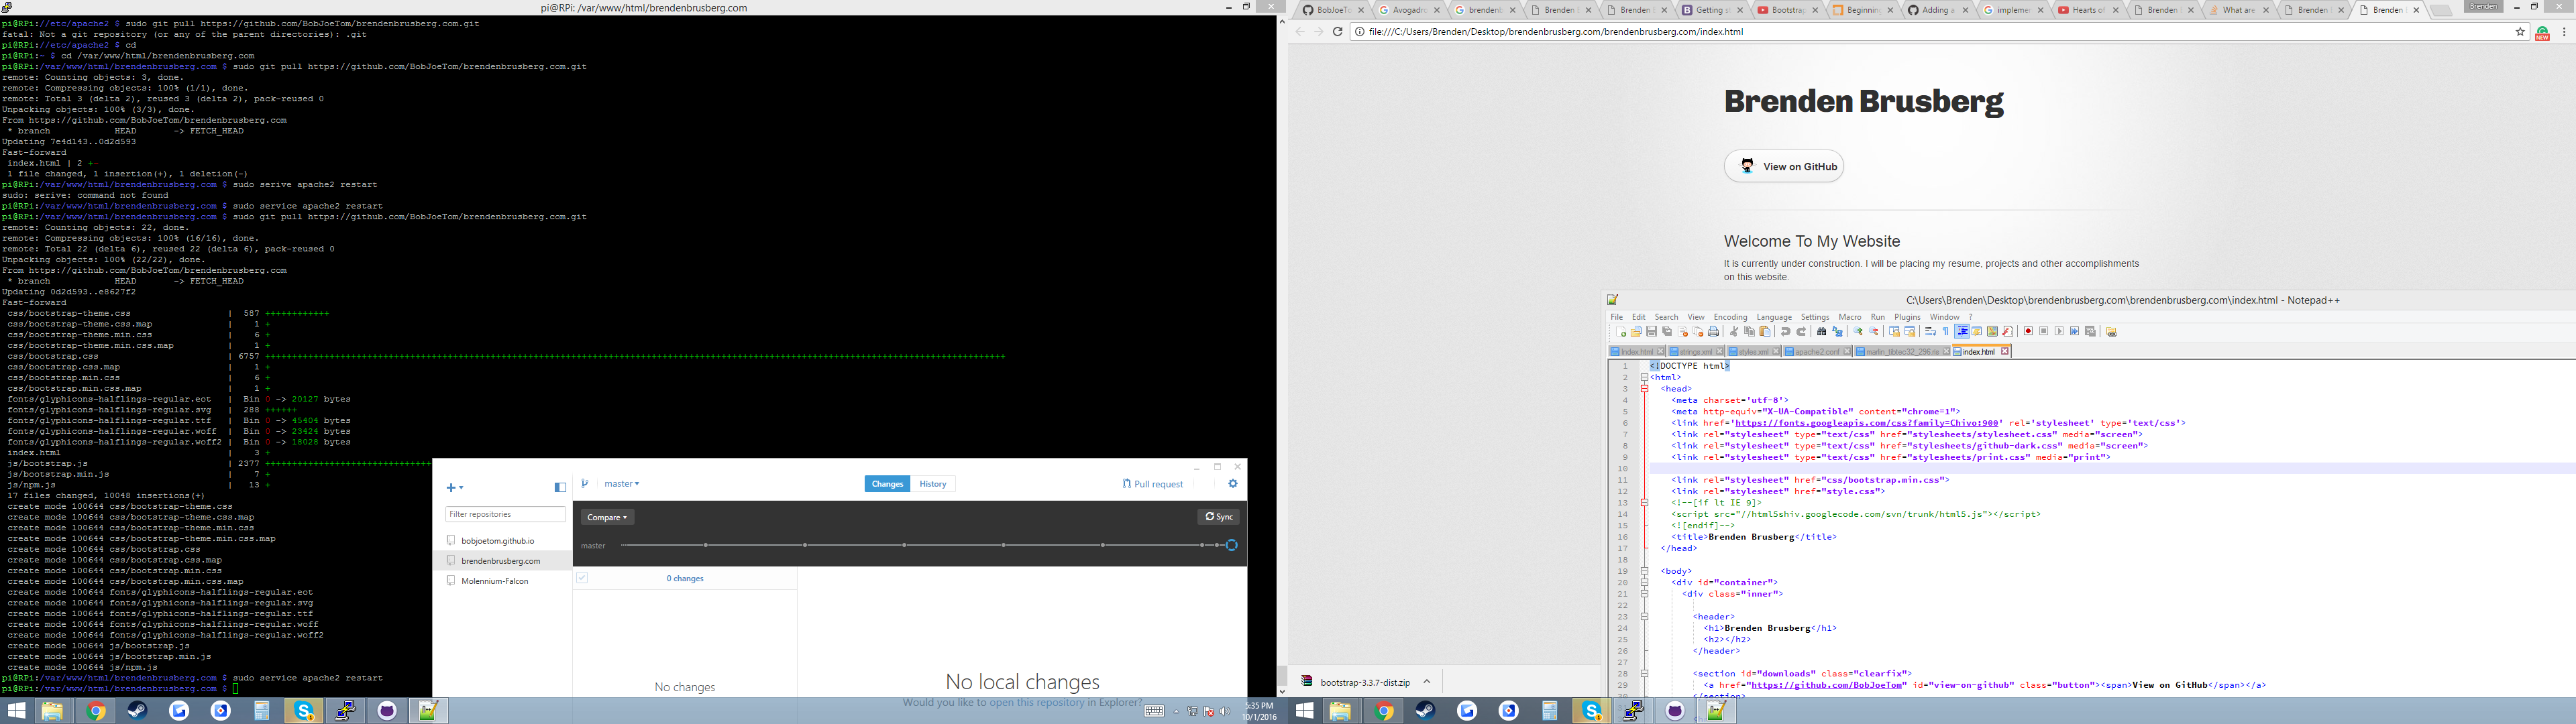 pi@RPi: /var/www/html/brendenbrusberg.com
pi@RPi://etc/apache2 $ sudo git pull https://github.com/BobJoeTom/brendenbrusberg.com.git
fatal: Not a git repository (or any of the parent directories): .git
pi@RPi://etc/apache2 $ cd
pi@RPi:~ $ cd /var/www/html/brendenbrusberg.com
pi@RPi:/var/www/html/brendenbrusberg.com $ sudo git pull https://github.com/BobJoeTom/brendenbrusberg.com.git
remote: Counting objects: 3, done.
remote: Compressing objects: 100% (1/1), done.
remote: Total 3 (delta 2), reused 3 (delta 2), pack-reused 0
Unpacking objects: 100% (3/3), done.
From https://github.com/BobJoeTom/brendenbrusberg.com
 * branch            HEAD       -> FETCH_HEAD
Updating 7e4d143..0d2d593
Fast-forward
 index.html | 2 +-
 1 file changed, 1 insertion(+), 1 deletion(-)
pi@RPi:/var/www/html/brendenbrusberg.com $ sudo serive apache2 restart
sudo: serive: command not found
pi@RPi:/var/www/html/brendenbrusberg.com $ sudo service apache2 restart
pi@RPi:/var/www/html/brendenbrusberg.com $ sudo git pull https://github.com/BobJoeTom/brendenbrusberg.com.git
remote: Counting objects: 22, done.
remote: Compressing objects: 100% (16/16), done.
remote: Total 22 (delta 6), reused 22 (delta 6), pack-reused 0
Unpacking objects: 100% (22/22), done.
From https://github.com/BobJoeTom/brendenbrusberg.com
 * branch            HEAD       -> FETCH_HEAD
Updating 0d2d593..e8627f2
Fast-forward
 css/bootstrap-theme.css | 587 ++++++++++++
 css/bootstrap-theme.css.map | 1 +
 css/bootstrap-theme.min.css | 6 +
 css/bootstrap-theme.min.css.map | 1 +
 css/bootstrap.css | 6757
 css/bootstrap.css.map | 1 +
 css/bootstrap.min.css | 6 +
 css/bootstrap.min.css.map | 1 +
 fonts/glyphicons-halflings-regular.eot | Bin 0 -> 20127 bytes
 fonts/glyphicons-halflings-regular.svg | 288 ++++++
 fonts/glyphicons-halflings-regular.ttf | Bin 0 -> 45404 bytes
 fonts/glyphicons-halflings-regular.woff | Bin 0 -> 23424 bytes
 fonts/glyphicons-halflings-regular.woff2 | Bin 0 -> 18028 bytes
 index.html | 3 +
 js/bootstrap.js | 2377
 js/bootstrap.min.js | 7 +
 js/npm.js | 13 +
 17 files changed, 10048 insertions(+)
 create mode 100644 css/bootstrap-theme.css
 create mode 100644 css/bootstrap-theme.css.map
 create mode 100644 css/bootstrap-theme.min.css
 create mode 100644 css/bootstrap-theme.min.css.map
 create mode 100644 css/bootstrap.css
 create mode 100644 css/bootstrap.css.map
 create mode 100644 css/bootstrap.min.css
 create mode 100644 css/bootstrap.min.css.map
 create mode 100644 fonts/glyphicons-halflings-regular.eot
 create mode 100644 fonts/glyphicons-halflings-regular.svg
 create mode 100644 fonts/glyphicons-halflings-regular.ttf
 create mode 100644 fonts/glyphicons-halflings-regular.woff
 create mode 100644 fonts/glyphicons-halflings-regular.woff2
 create mode 100644 js/bootstrap.js
 create mode 100644 js/bootstrap.min.js
 create mode 100644 js/npm.js
pi@RPi:/var/www/html/brendenbrusberg.com $ sudo service apache2 restart
pi@RPi:/var/www/html/brendenbrusberg.com $
master
Changes History
Pull request
Filter repositories
bobjoetom.github.io
brendenbrusberg.com
Molennium-Falcon
Compare
Sync
master
0 changes
No changes
No local changes
Would you like to open this repository in Explorer?
5:35 PM
10/1/2016
BobJoeTo Avogadro brendenb Brenden Brenden Getting st Bootstrap Beginning Adding a implemen Hearts of Brenden What are Brenden Brenden
Brenden
file:///C:/Users/Brenden/Desktop/brendenbrusberg.com/brendenbrusberg.com/index.html
NEW
Brenden Brusberg
View on GitHub
Welcome To My Website
It is currently under construction. I will be placing my resume, projects and other accomplishments
on this website.
bootstrap-3.3.7-dist.zip
C:\Users\Brenden\Desktop\brendenbrusberg.com\brendenbrusberg.com\index.html - Notepad++
File Edit Search View Encoding Language Settings Macro Run Plugins Window ?
index.html strings.xml styles.xml apache2.conf index.html
1 <!DOCTYPE html>
2 <html>
3 <head>
4 <meta charset='utf-8'>
5 <meta http-equiv="X-UA-Compatible" content="chrome=1">
6 <link href='https://fonts.googleapis.com/css?family=Chivo:900' rel='stylesheet' type='text/css'>
7 <link rel="stylesheet" type="text/css" href="stylesheets/stylesheet.css" media="screen">
8 <link rel="stylesheet" type="text/css" href="stylesheets/github-dark.css" media="screen">
9 <link rel="stylesheet" type="text/css" href="stylesheets/print.css" media="print">
10
11 <link rel="stylesheet" href="css/bootstrap.min.css">
12 <link rel="stylesheet" href="style.css">
13 <!--[if lt IE 9]>
14 <script src="//html5shiv.googlecode.com/svn/trunk/html5.js"></script>
15 <![endif]-->
16 <title>Brenden Brusberg</title>
17 </head>
18
19 <body>
20 <div id="container">
21 <div class="inner">
22
23 <header>
24 <h1>Brenden Brusberg</h1>
25 <h2></h2>
26 </header>
27
28 <section id="downloads" class="clearfix">
29 <a href="https://github.com/BobJoeTom" id="view-on-github" class="button"><span>View on GitHub</span></a>
30 </section>